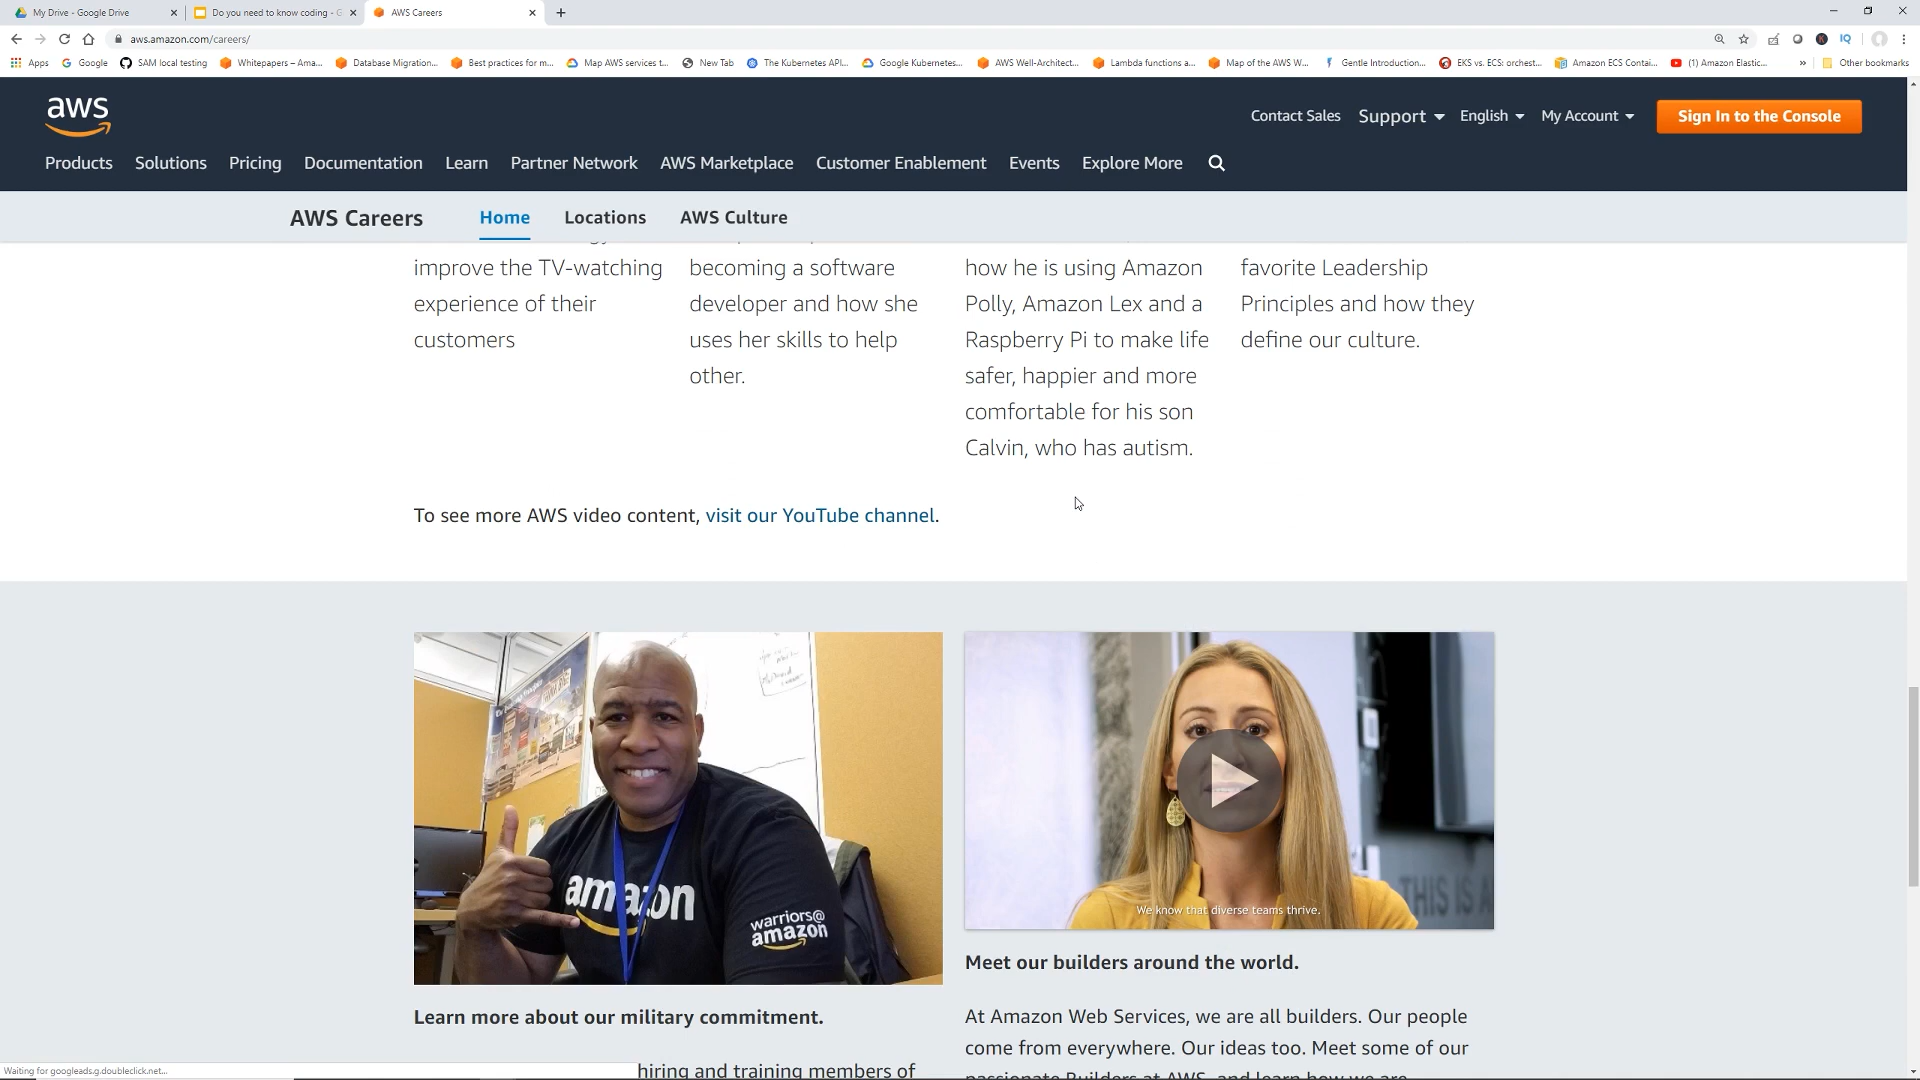 My Drive - Google Drive
Do you need to know coding - G
AWS Careers
aws.amazon.com/careers/
Apps
Google
SAM local testing
Whitepapers – Ama...
Database Migration...
Best practices for m...
Map AWS services t...
New Tab
The Kubernetes API...
Google Kubernetes...
AWS Well-Architect...
Lambda functions a...
Map of the AWS W...
Gentle Introduction...
EKS vs. ECS: orchest...
Amazon ECS Contai...
(1) Amazon Elastic...
»
Other bookmarks
aws
Contact Sales
Support
English
My Account
Sign In to the Console
Products
Solutions
Pricing
Documentation
Learn
Partner Network
AWS Marketplace
Customer Enablement
Events
Explore More
AWS Careers
Home
Locations
AWS Culture
improve the TV-watching
experience of their
customers
becoming a software
developer and how she
uses her skills to help
other.
how he is using Amazon
Polly, Amazon Lex and a
Raspberry Pi to make life
safer, happier and more
comfortable for his son
Calvin, who has autism.
favorite Leadership
Principles and how they
define our culture.
To see more AWS video content, visit our YouTube channel.
amazon
warriors@
amazon
THIS IS A
We know that diverse teams thrive.
Learn more about our military commitment.
hiring and training members of
Meet our builders around the world.
At Amazon Web Services, we are all builders. Our people
come from everywhere. Our ideas too. Meet some of our
passionate Builders at AWS, and learn how we are
Waiting for googleads.g.doubleclick.net...